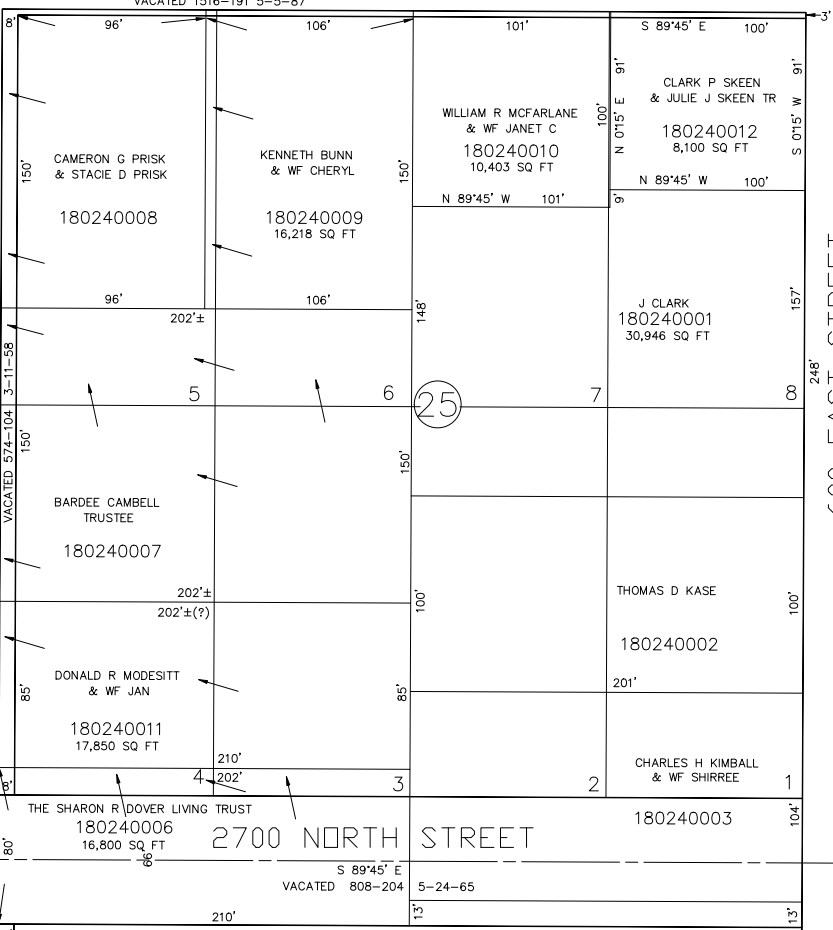 VACATED 1516-191 5-5-87
8' 96' 106' 101' S 89°45' E 100' 3'
91' 91'
CLARK P SKEEN
& JULIE J SKEEN TR
180240012
8,100 SQ FT
N 0°15' E
S 0°15' W
N 89°45' W 100'
WILLIAM R MCFARLANE
& WF JANET C
180240010
10,403 SQ FT
100'
N 89°45' W 101'
9'
CAMERON G PRISK
& STACIE D PRISK
180240008
150'
KENNETH BUNN
& WF CHERYL
180240009
16,218 SQ FT
150'
96' 106'
202'±
148'
J CLARK
180240001
30,946 SQ FT
157'
248'
VACATED 574-104 3-11-58
5 6 25 7 8
150' 150'
BARDEE CAMBELL
TRUSTEE
180240007
202'±
202'±(?)
100'
THOMAS D KASE
180240002
100'
201'
DONALD R MODESITT
& WF JAN
180240011
17,850 SQ FT
85' 85'
210'
202'
8' 4 3 2 1
CHARLES H KIMBALL
& WF SHIRREE
180240003
104'
THE SHARON R DOVER LIVING TRUST
180240006
16,800 SQ FT
80' 66'
2700 NORTH STREET
S 89°45' E
VACATED 808-204 5-24-65
210' 13' 13'